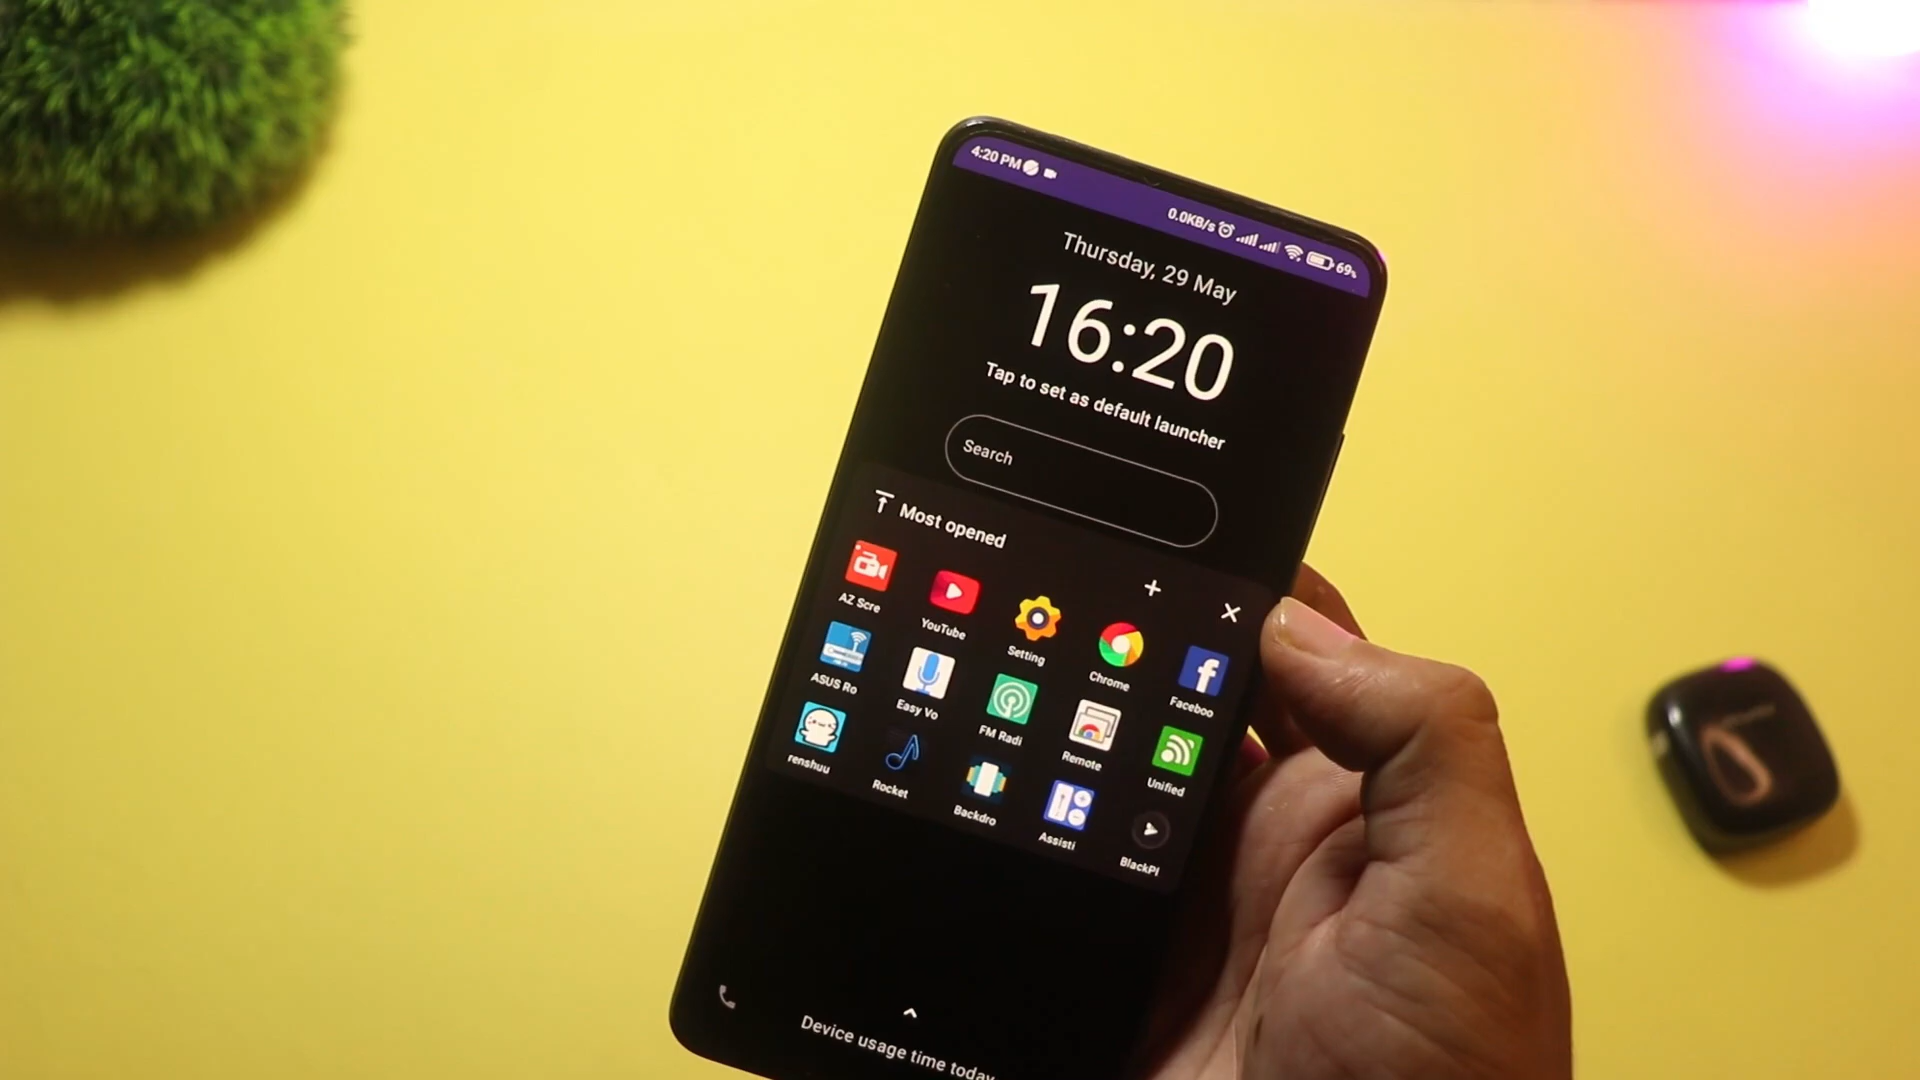 4:20 PM
0.0KB/s
69%
Thursday, 29 May
16:20
Tap to set as default launcher
Search
Most opened
AZ Scre
YouTube
Setting
Chrome
Faceboo
ASUS Ro
Easy Vo
FM Radi
Remote
Unified
renshuu
Rocket
Backdro
Assisti
BlackPl
Device usage time today